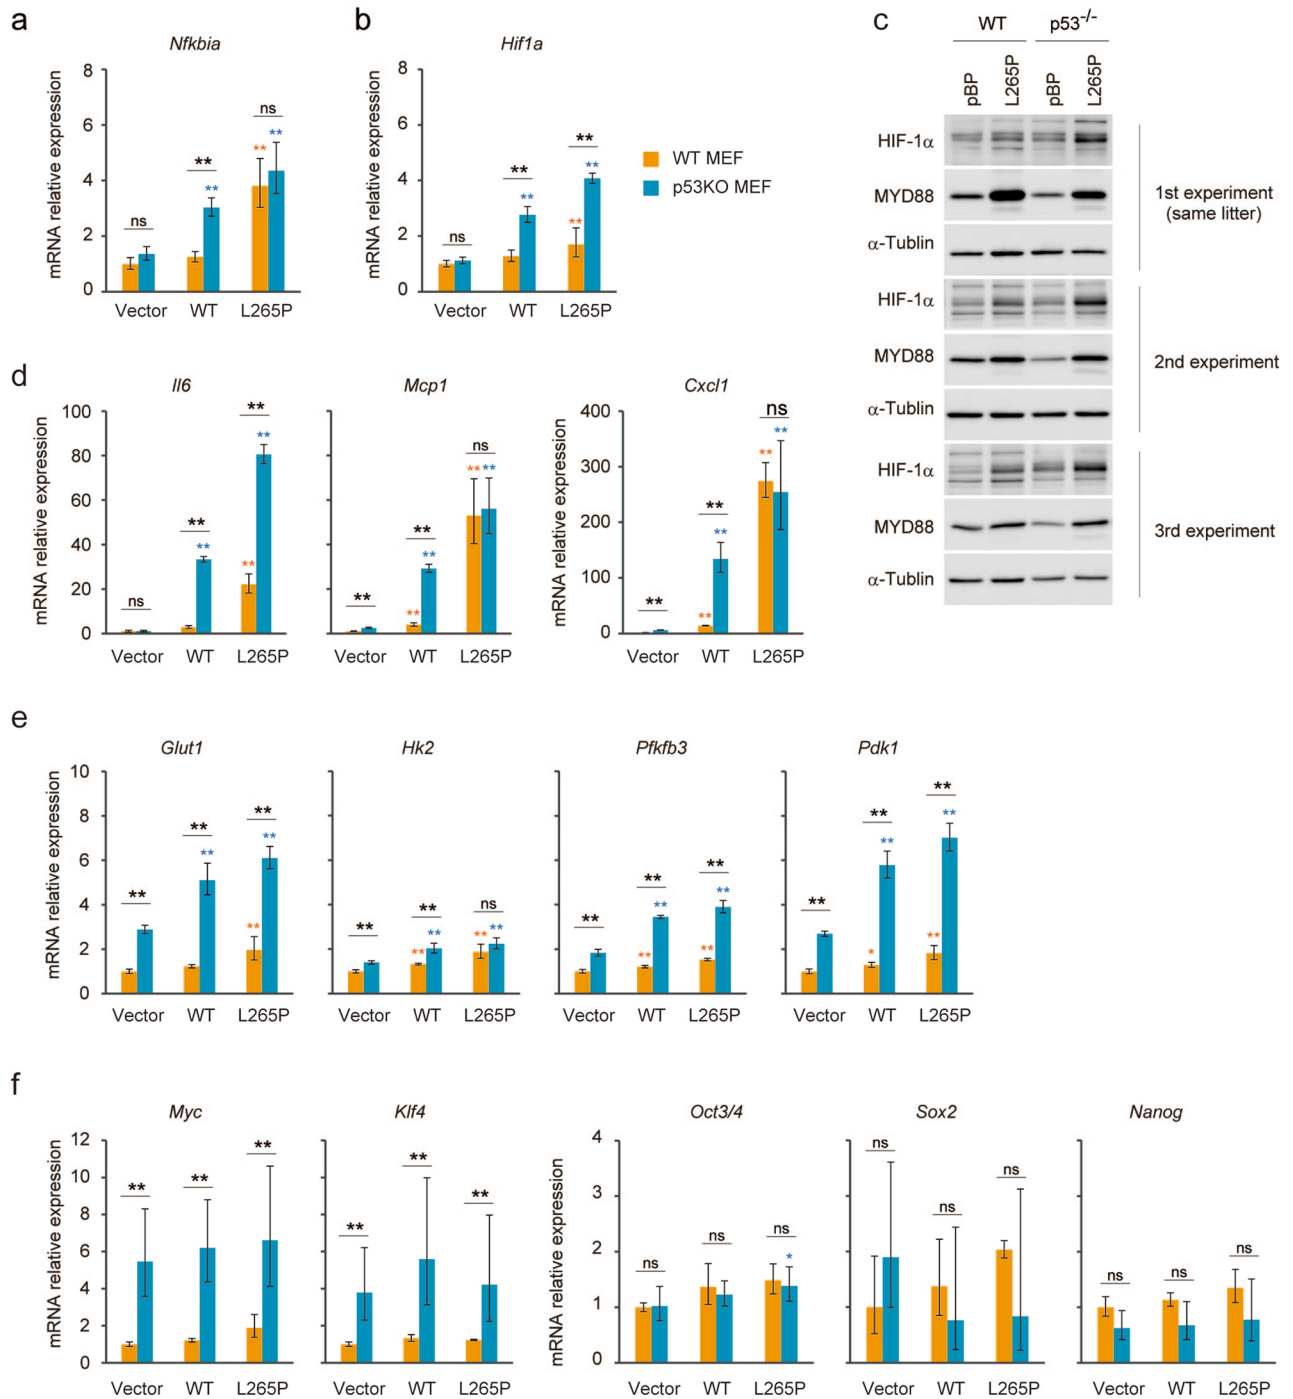 a
Nfkbia
mRNA relative expression
8
6
4
2
0
ns
**
**
ns
**
**
Vector WT L265P
b
Hif1a
mRNA relative expression
8
6
4
2
0
ns
**
**
**
**
**
Vector WT L265P
WT MEF
p53KO MEF
c
WT p53-/-
pBP L265P pBP L265P
HIF-1α
MYD88
α-Tublin
1st experiment
(same litter)
HIF-1α
MYD88
α-Tublin
2nd experiment
HIF-1α
MYD88
α-Tublin
3rd experiment
d
Il6
mRNA relative expression
100
80
60
40
20
0
ns
**
**
**
**
**
Vector WT L265P
Mcp1
**
**
**
**
ns
** **
Vector WT L265P
Cxcl1
mRNA relative expression
400
300
200
100
0
**
**
**
**
ns
**
**
Vector WT L265P
e
Glut1
mRNA relative expression
10
8
6
4
2
0
**
**
**
**
**
**
Vector WT L265P
Hk2
**
**
**
**
ns
**
**
Vector WT L265P
Pfkfb3
**
**
**
**
**
**
**
Vector WT L265P
Pdk1
**
**
**
*
**
**
**
Vector WT L265P
f
Myc
mRNA relative expression
12
10
8
6
4
2
0
**
**
**
Vector WT L265P
Klf4
**
**
**
Vector WT L265P
Oct3/4
mRNA relative expression
4
3
2
1
0
ns
ns
ns
*
Vector WT L265P
Sox2
ns
ns
ns
Vector WT L265P
Nanog
ns
ns
ns
Vector WT L265P